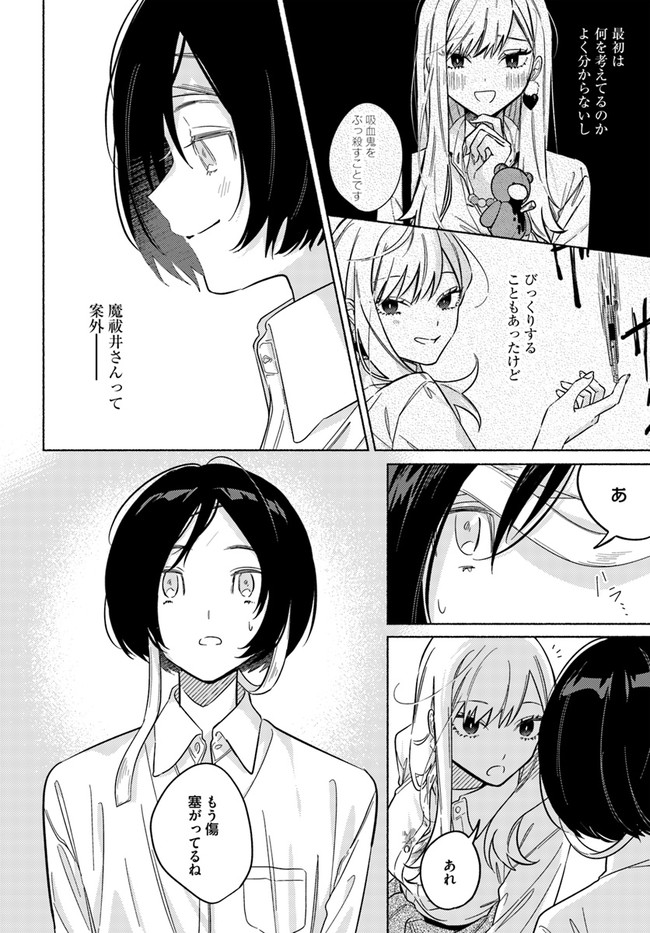 最初は
何を考えてるのか
よく分からないし
吸血鬼を
ぶっ殺すことです
びっくりする
こともあったけど
魔祓井さんって
案外――
あ
パラ…
あれ
もう傷
塞がってるね